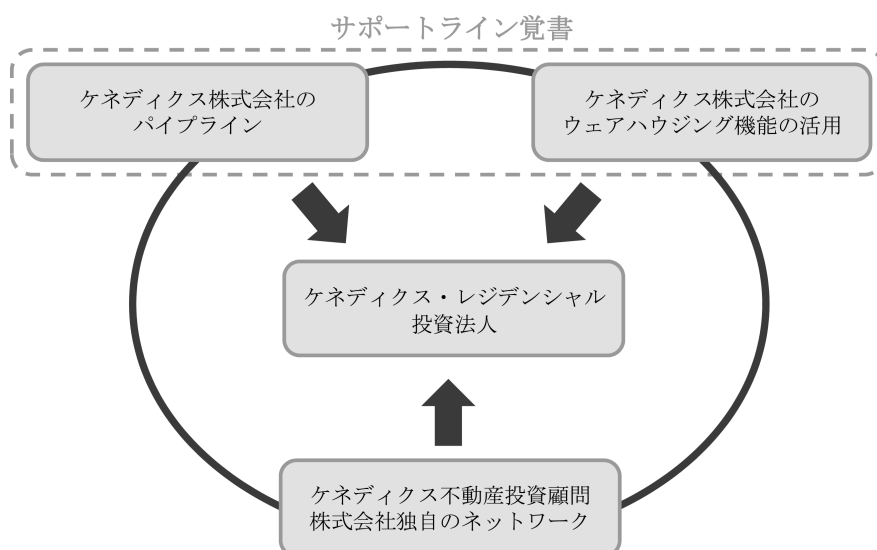 サポートライン覚書
ケネディクス株式会社の
パイプライン
ケネディクス株式会社の
ウェアハウジング機能の活用
ケネディクス・レジデンシャル
投資法人
ケネディクス不動産投資顧問
株式会社独自のネットワーク